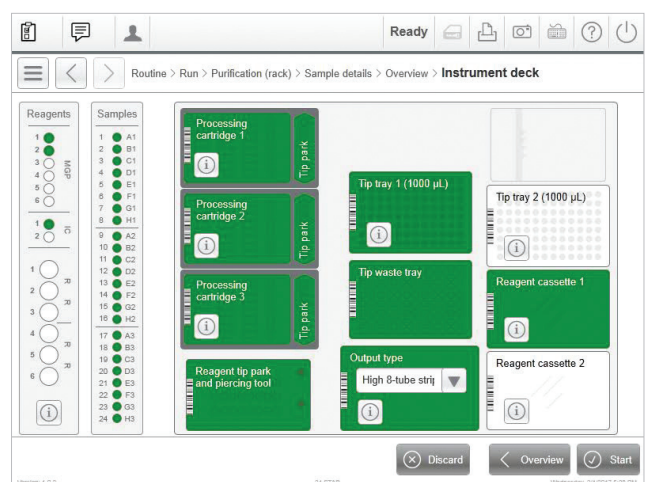 Ready
?
Routine > Run > Purification (rack) > Sample details > Overview > Instrument deck
Reagents
1
2
3
4
5
6
MGP
1
2
IC
1
2
3
4
5
6
R
R
R
R
i
Samples
1 A1
2 B1
3 C1
4 D1
5 E1
6 F1
7 G1
8 H1
9 A2
10 B2
11 C2
12 D2
13 E2
14 F2
15 G2
16 H2
17 A3
18 B3
19 C3
20 D3
21 E3
22 F3
23 G3
24 H3
Processing
cartridge 1
i
Tip park
Processing
cartridge 2
i
Tip park
Processing
cartridge 3
i
Tip park
Reagent tip park
and piercing tool
Tip tray 1 (1000 µL)
i
Tip waste tray
Output type
High 8-tube strip
i
Tip tray 2 (1000 µL)
i
Reagent cassette 1
i
Reagent cassette 2
i
Discard
Overview
Start